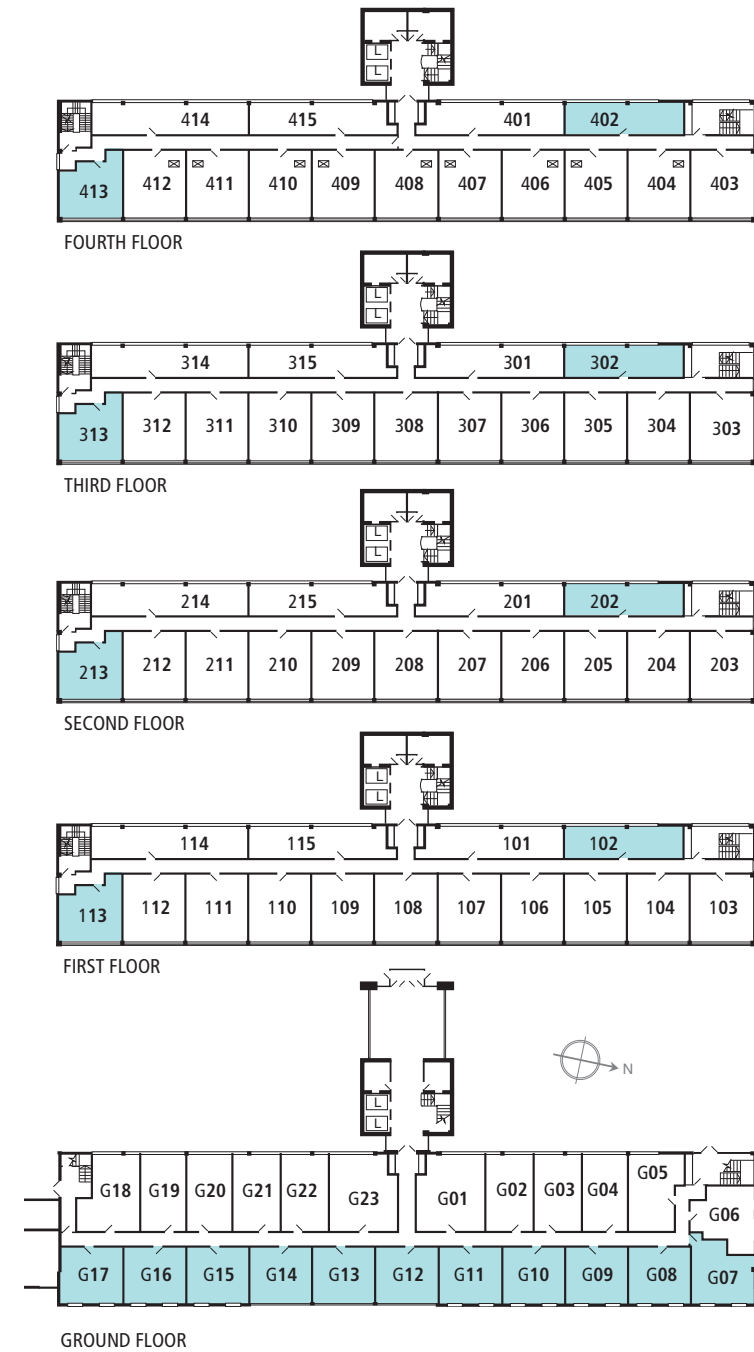 L
L
414 415 401 402
413 412 411 410 409 408 407 406 405 404 403
FOURTH FLOOR
L
L
314 315 301 302
313 312 311 310 309 308 307 306 305 304 303
THIRD FLOOR
L
L
214 215 201 202
213 212 211 210 209 208 207 206 205 204 203
SECOND FLOOR
L
L
114 115 101 102
113 112 111 110 109 108 107 106 105 104 103
FIRST FLOOR
N
L
L
G18 G19 G20 G21 G22 G23 G01 G02 G03 G04 G05
G06
G17 G16 G15 G14 G13 G12 G11 G10 G09 G08 G07
GROUND FLOOR